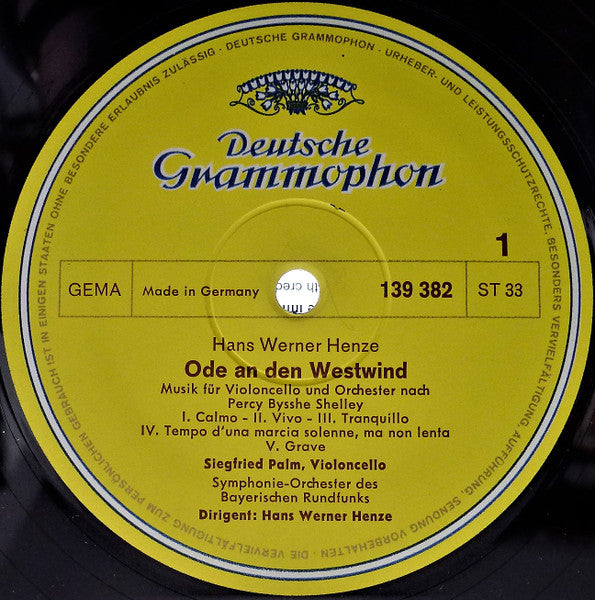 Deutsche
Grammophon
1
GEMA
Made in Germany
139 382
ST 33
Hans Werner Henze
Ode an den Westwind
Musik für Violoncello und Orchester nach
Percy Bysshe Shelley
I. Calmo - II. Vivo - III. Tranquillo
IV. Tempo d'una marcia solenne, ma non lenta
V. Grave
Siegfried Palm, Violoncello
Symphonie-Orchester des
Bayerischen Rundfunks
Dirigent: Hans Werner Henze
DEUTSCHE GRAMMOPHON · URHEBER- UND LEISTUNGSSCHUTZRECHTE, BESONDERS VERVIELFÄLTIGUNG, AUFFÜHRUNG, SENDUNG VORBEHALTEN · DIE VERVIELFÄLTIGUNG ZUM PERSÖNLICHEN GEBRAUCH IST IN EINIGEN STAATEN OHNE BESONDERE ERLAUBNIS ZULÄSSIG ·